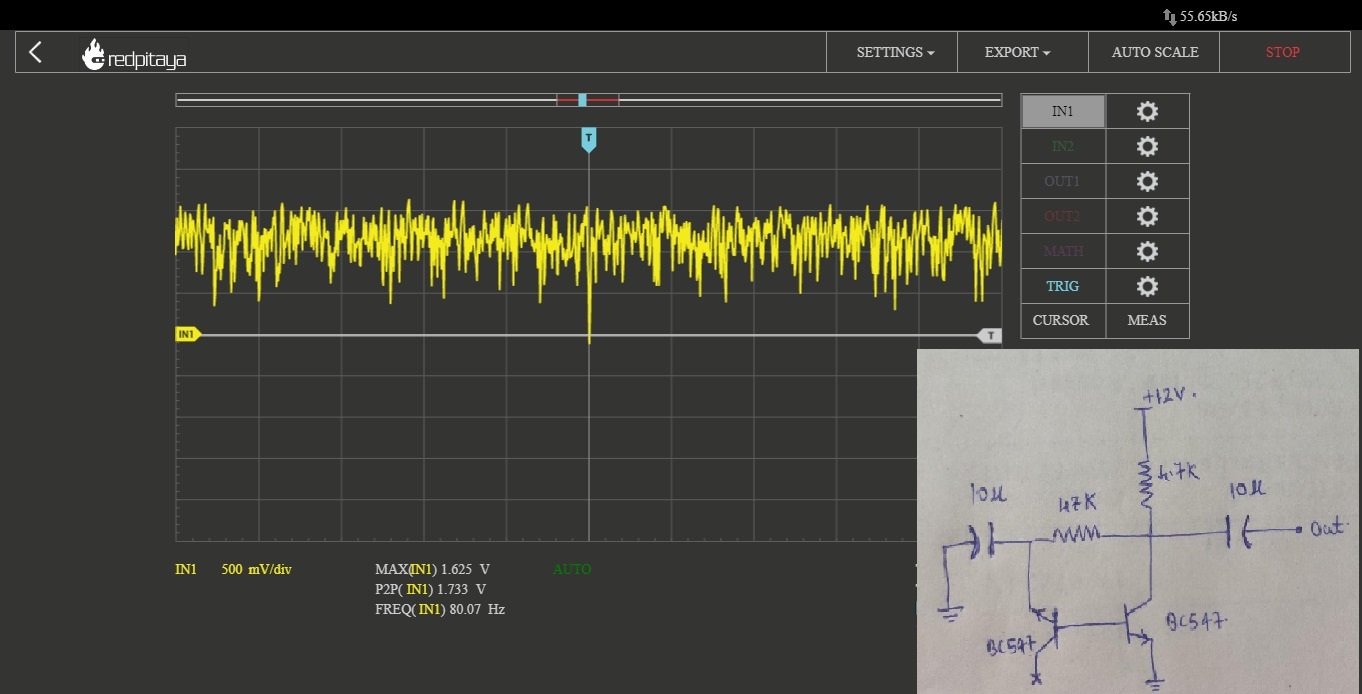 55.65kB/s
redpitaya
SETTINGS
EXPORT
AUTO SCALE
STOP
T
IN1
IN2
OUT1
OUT2
MATH
TRIG
CURSOR
MEAS
IN1
T
IN1 500 mV/div
MAX(IN1) 1.625 V
AUTO
P2P( IN1) 1.733 V
FREQ( IN1) 80.07 Hz
+12V.
4.7K
10µ
47K
10µ
Out
BC547
BC547